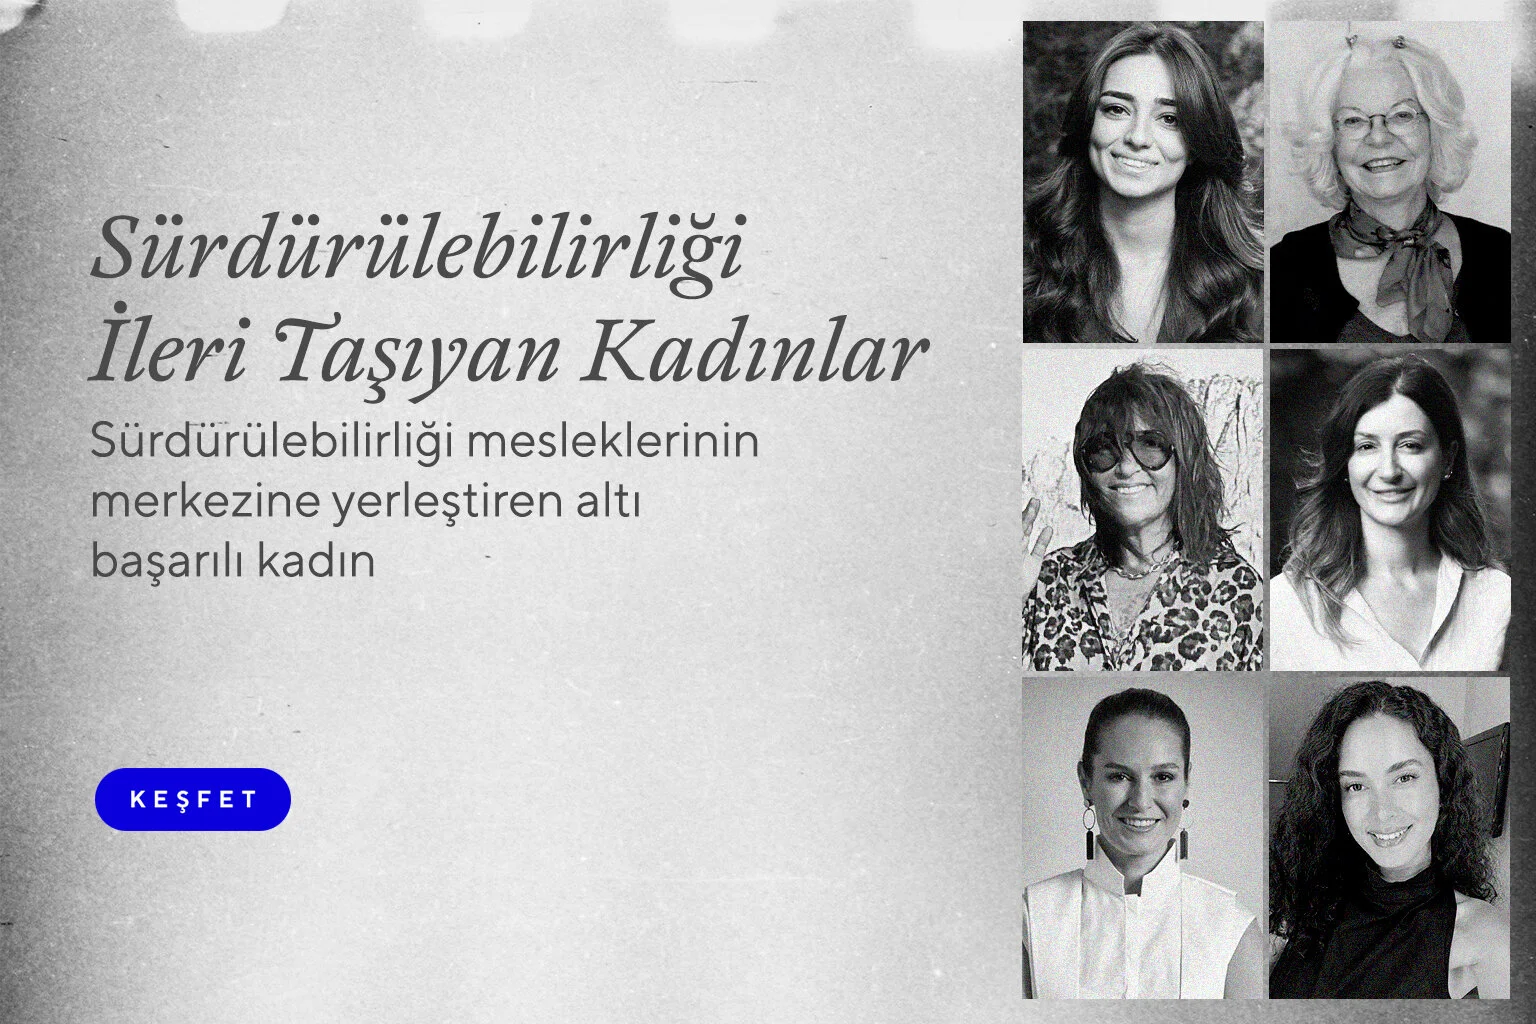 Sürdürülebilirliği
İleri Taşıyan Kadınlar
Sürdürülebilirliği mesleklerinin
merkezine yerleştiren altı
başarılı kadın
KEŞFET